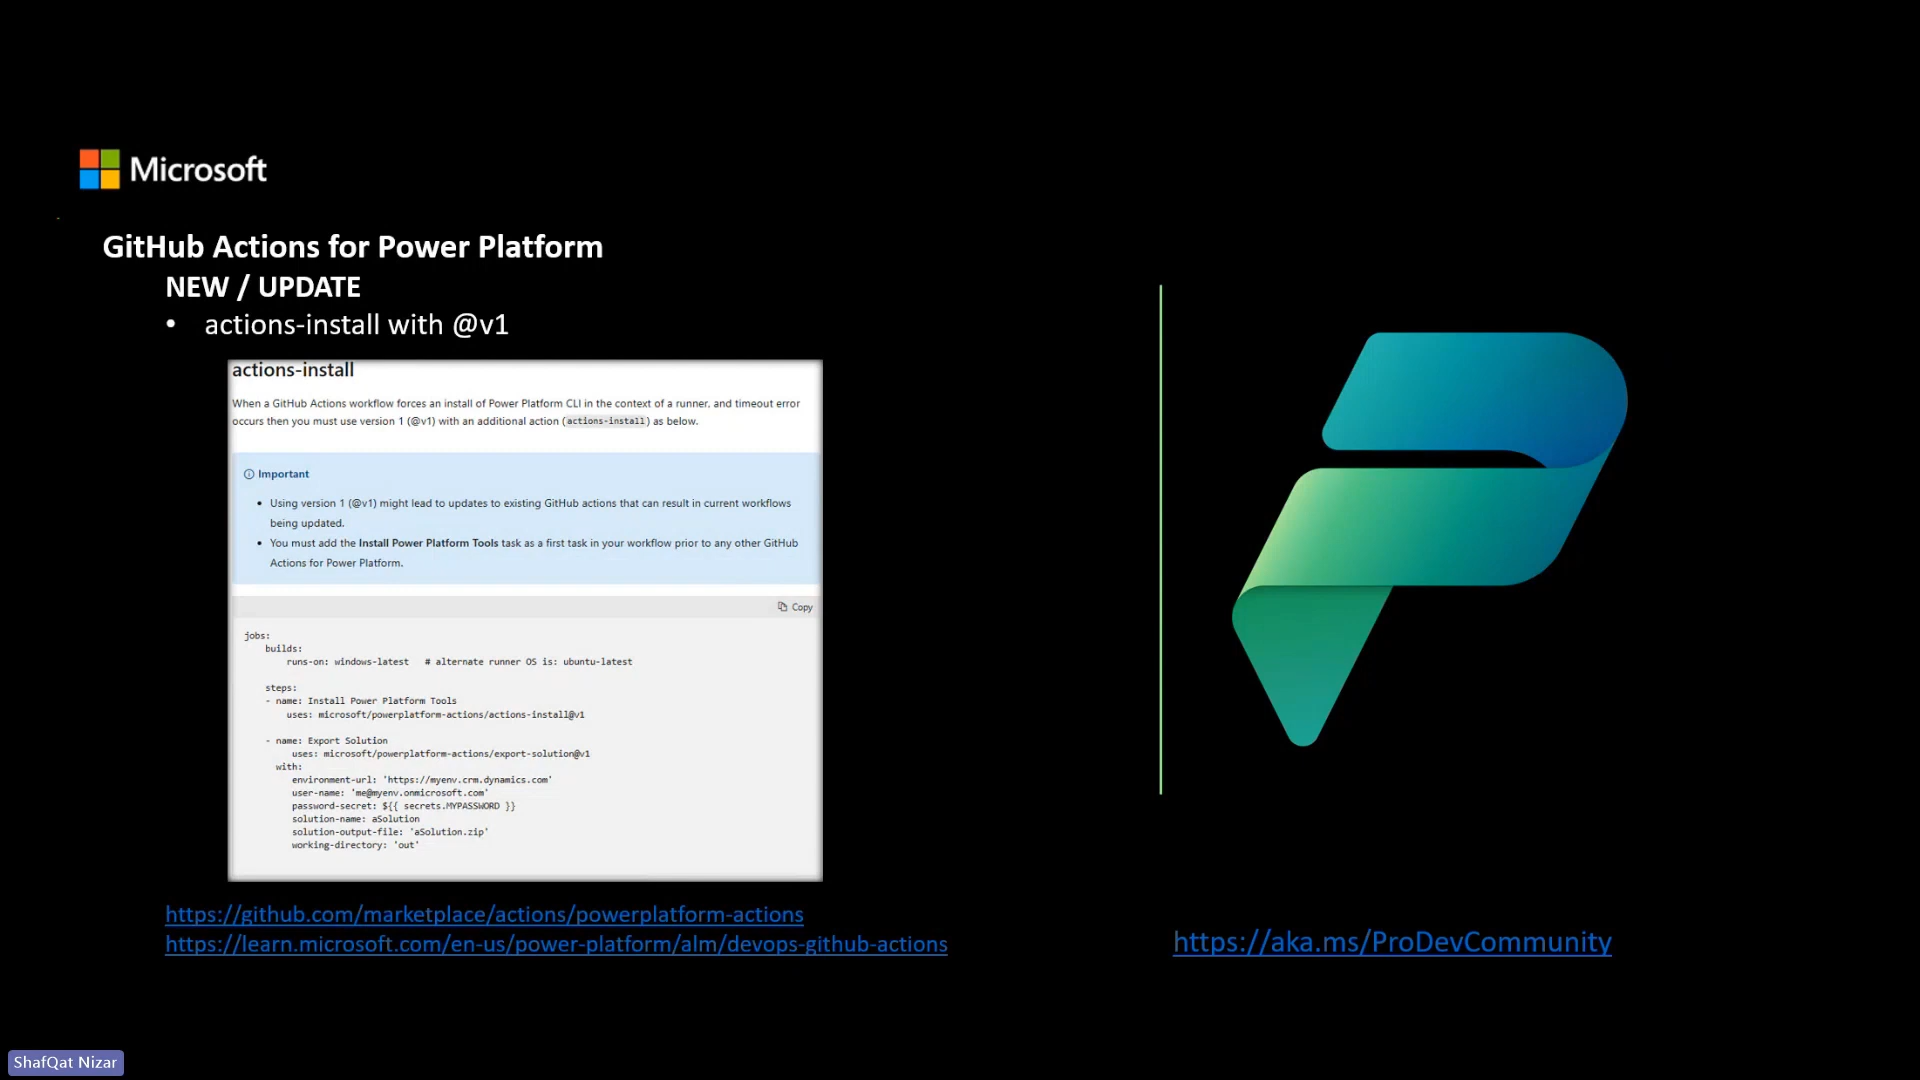 Microsoft
GitHub Actions for Power Platform
NEW / UPDATE
• actions-install with @v1
actions-install
When a GitHub Actions workflow forces an install of Power Platform CLI in the context of a runner, and timeout error
occurs then you must use version 1 (@v1) with an additional action (actions-install) as below.
Important
• Using version 1 (@v1) might lead to updates to existing GitHub actions that can result in current workflows
being updated.
• You must add the Install Power Platform Tools task as a first task in your workflow prior to any other GitHub
Actions for Power Platform.
Copy
jobs:
builds:
runs-on: windows-latest # alternate runner OS is: ubuntu-latest
steps:
- name: Install Power Platform Tools
uses: microsoft/powerplatform-actions/actions-install@v1
- name: Export Solution
uses: microsoft/powerplatform-actions/export-solution@v1
with:
environment-url: 'https://myenv.crm.dynamics.com'
user-name: 'me@myenv.onmicrosoft.com'
password-secret: ${{ secrets.MYPASSWORD }}
solution-name: aSolution
solution-output-file: 'aSolution.zip'
working-directory: 'out'
https://github.com/marketplace/actions/powerplatform-actions
https://learn.microsoft.com/en-us/power-platform/alm/devops-github-actions
https://aka.ms/ProDevCommunity
ShafQat Nizar